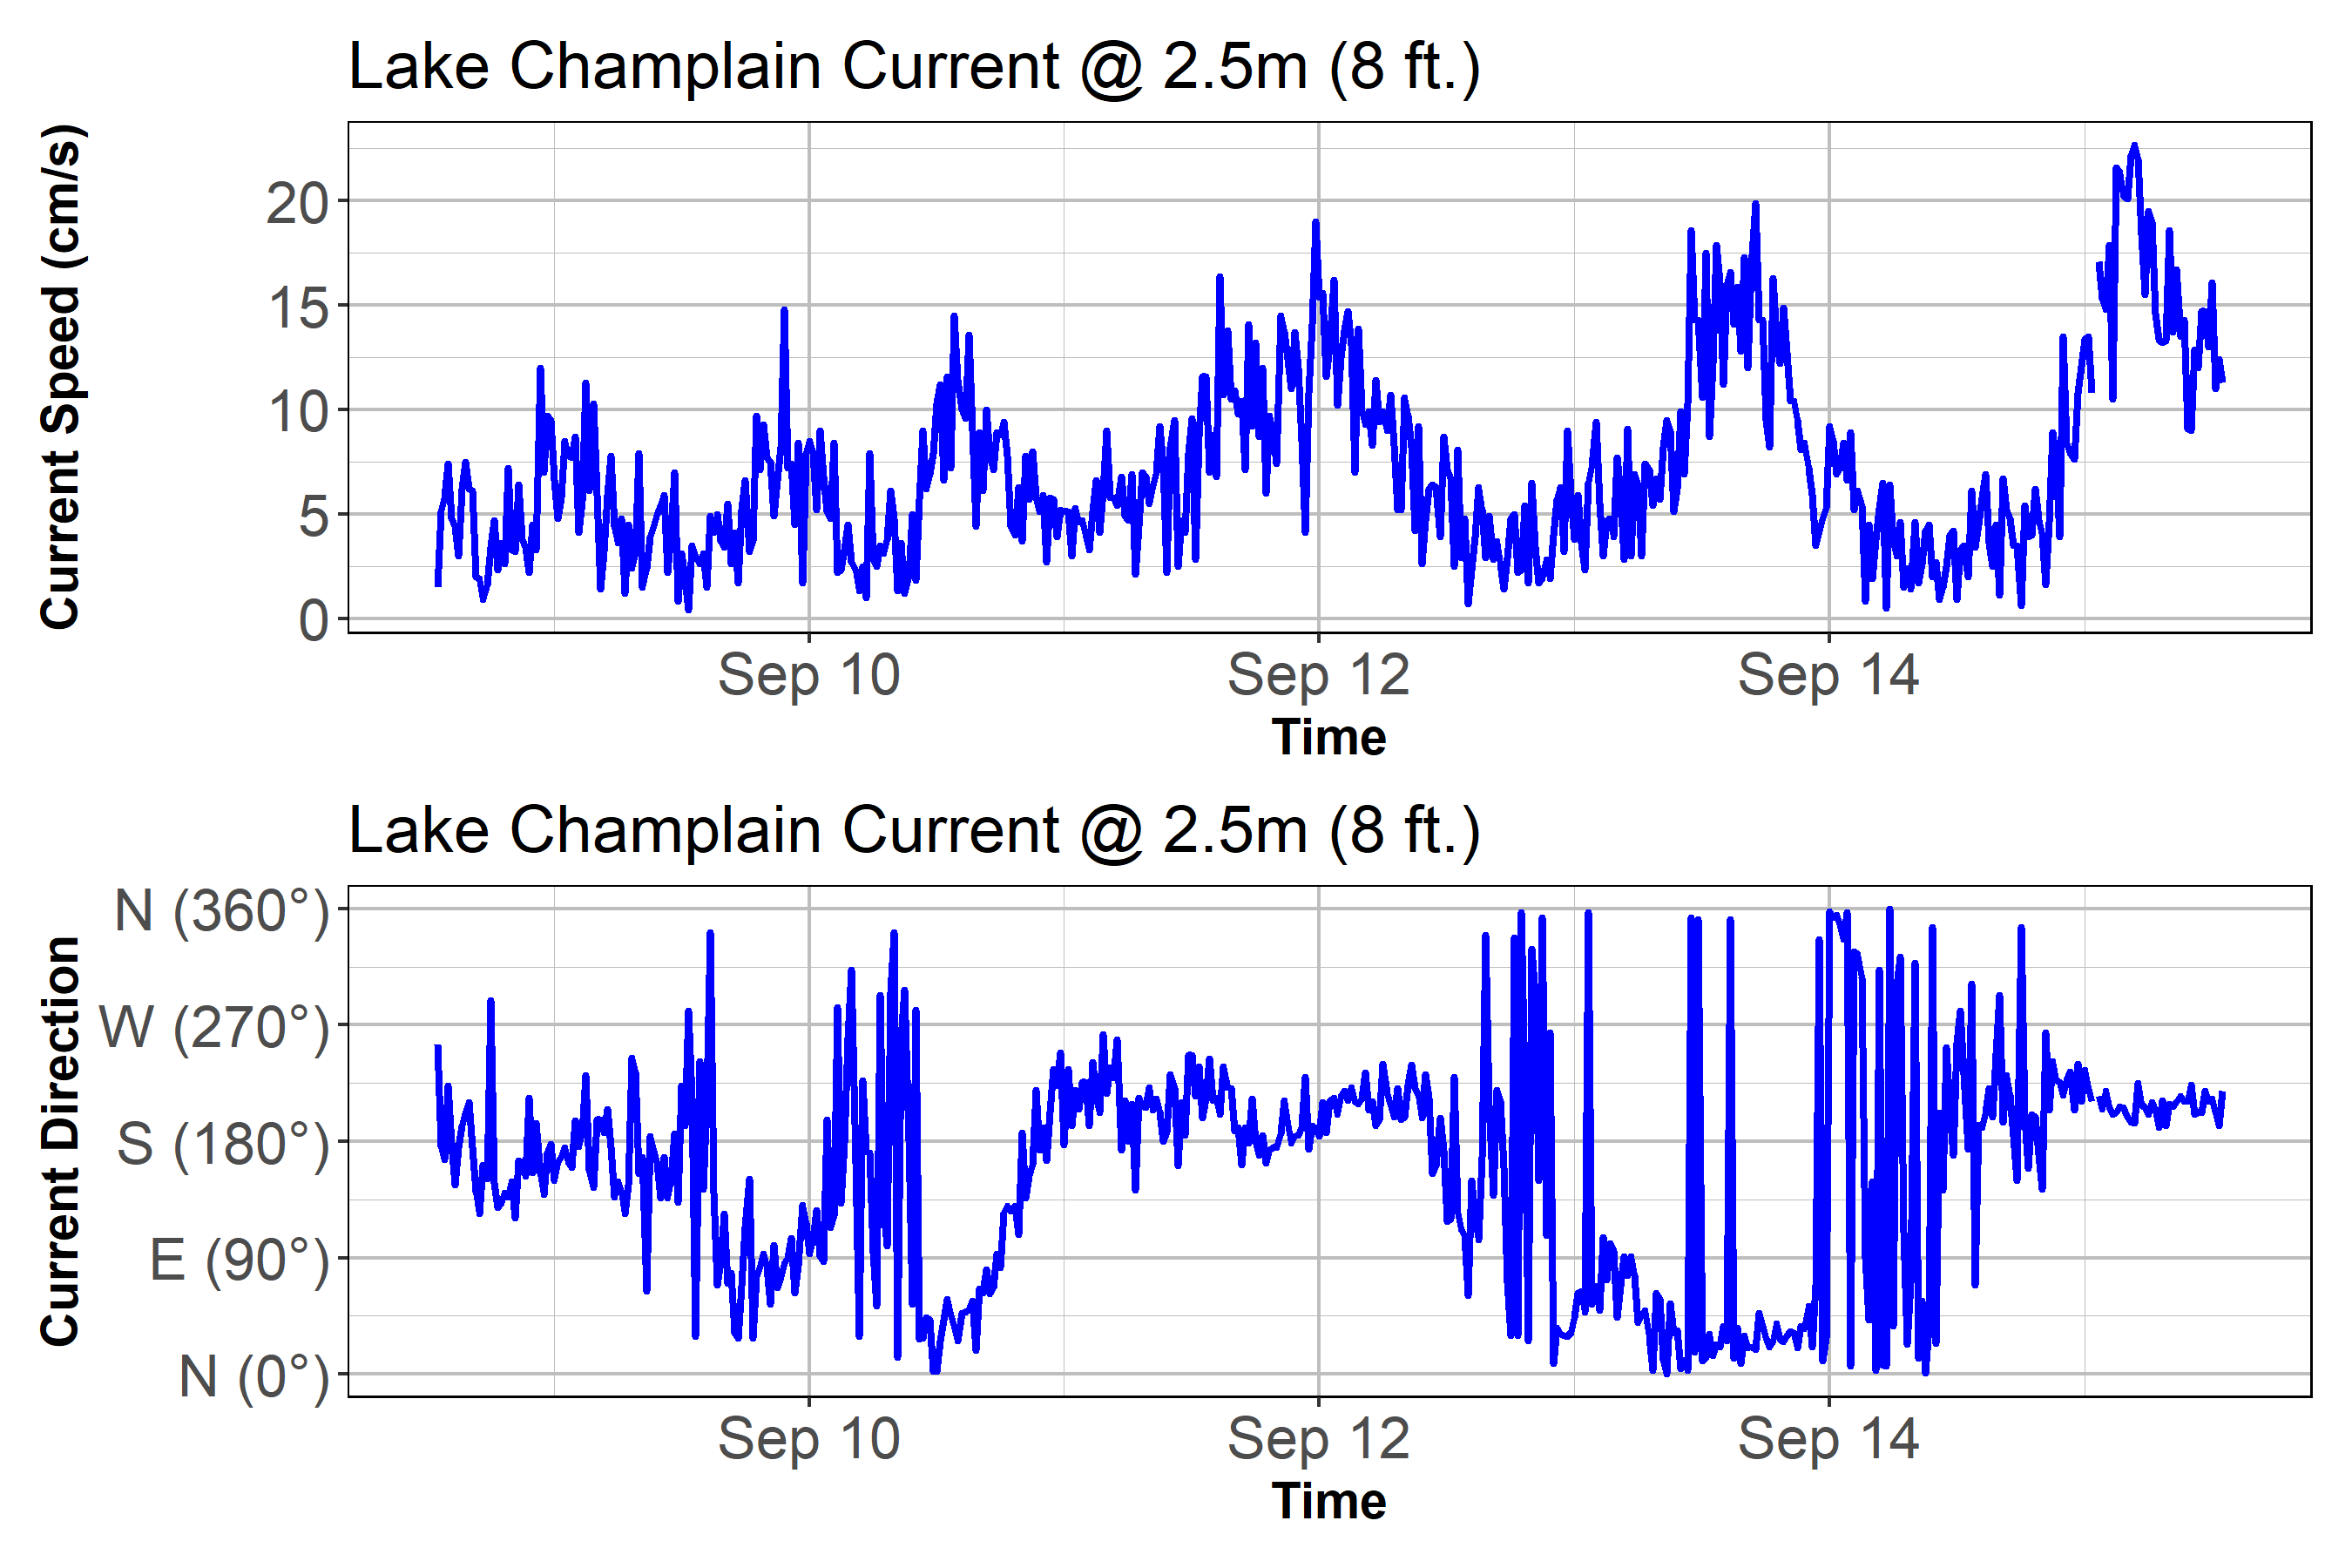 Lake Champlain Current @ 2.5m (8 ft.)
Current Speed (cm/s)
20
15
10
5
0
Sep 10 Sep 12 Sep 14
Time
Lake Champlain Current @ 2.5m (8 ft.)
Current Direction
N (360°)
W (270°)
S (180°)
E (90°)
N (0°)
Sep 10 Sep 12 Sep 14
Time